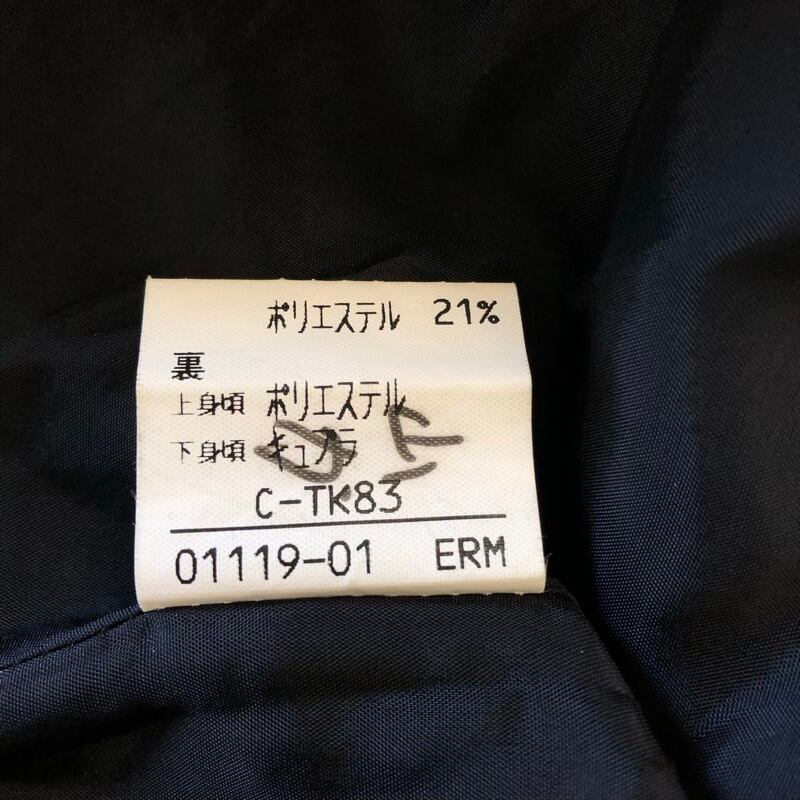 ポリエステル 21%
裏
上身頃 ポリエステル
下身頃 キュプラ
C-TK83
01119-01 ERM